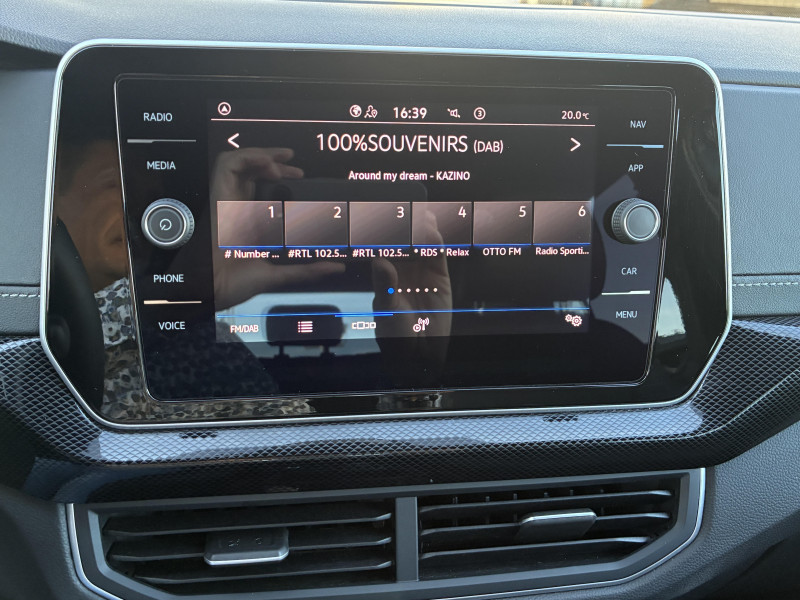 RADIO
MEDIA
PHONE
VOICE
16:39
3
20.0°C
100%SOUVENIRS (DAB)
Around my dream - KAZINO
1 2 3 4 5 6
# Number ... #RTL 102.5... #RTL 102.5... * RDS * Relax OTTO FM Radio Sporti...
FM/DAB
NAV
APP
CAR
MENU